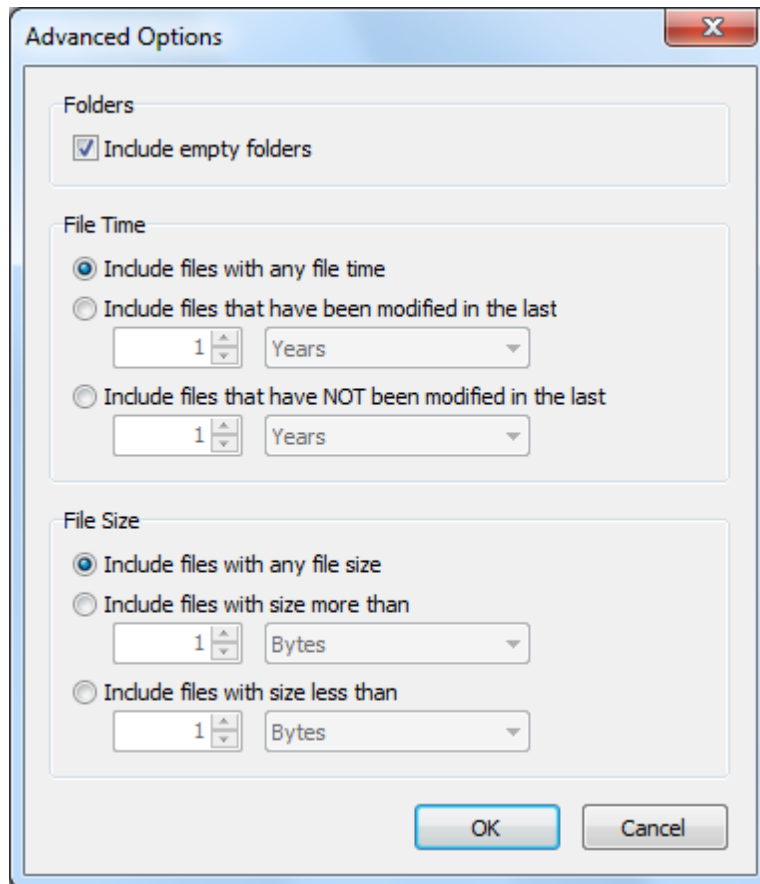 Advanced Options
Folders
Include empty folders
File Time
Include files with any file time
Include files that have been modified in the last
1 Years
Include files that have NOT been modified in the last
1 Years
File Size
Include files with any file size
Include files with size more than
1 Bytes
Include files with size less than
1 Bytes
OK Cancel